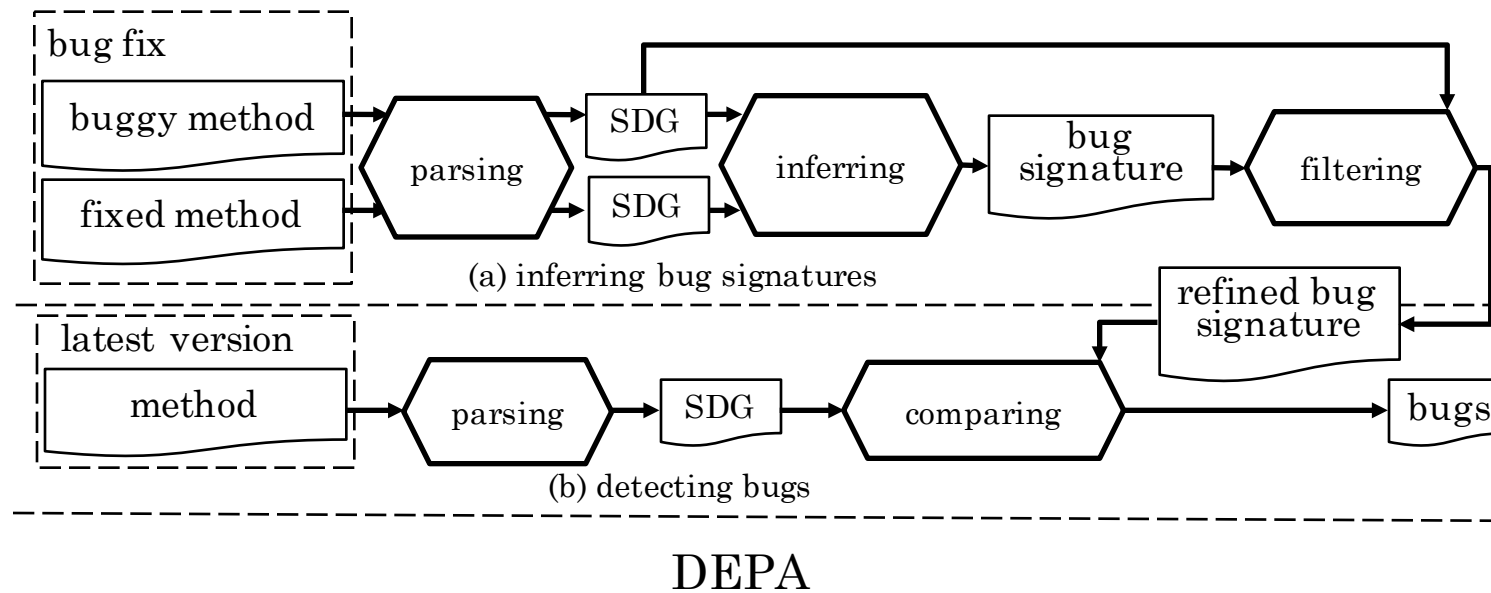 bug fix
buggy method
fixed method
parsing
SDG
SDG
inferring
bug
signature
filtering
(a) inferring bug signatures
refined bug
signature
latest version
method
parsing
SDG
comparing
bugs
(b) detecting bugs
DEPA